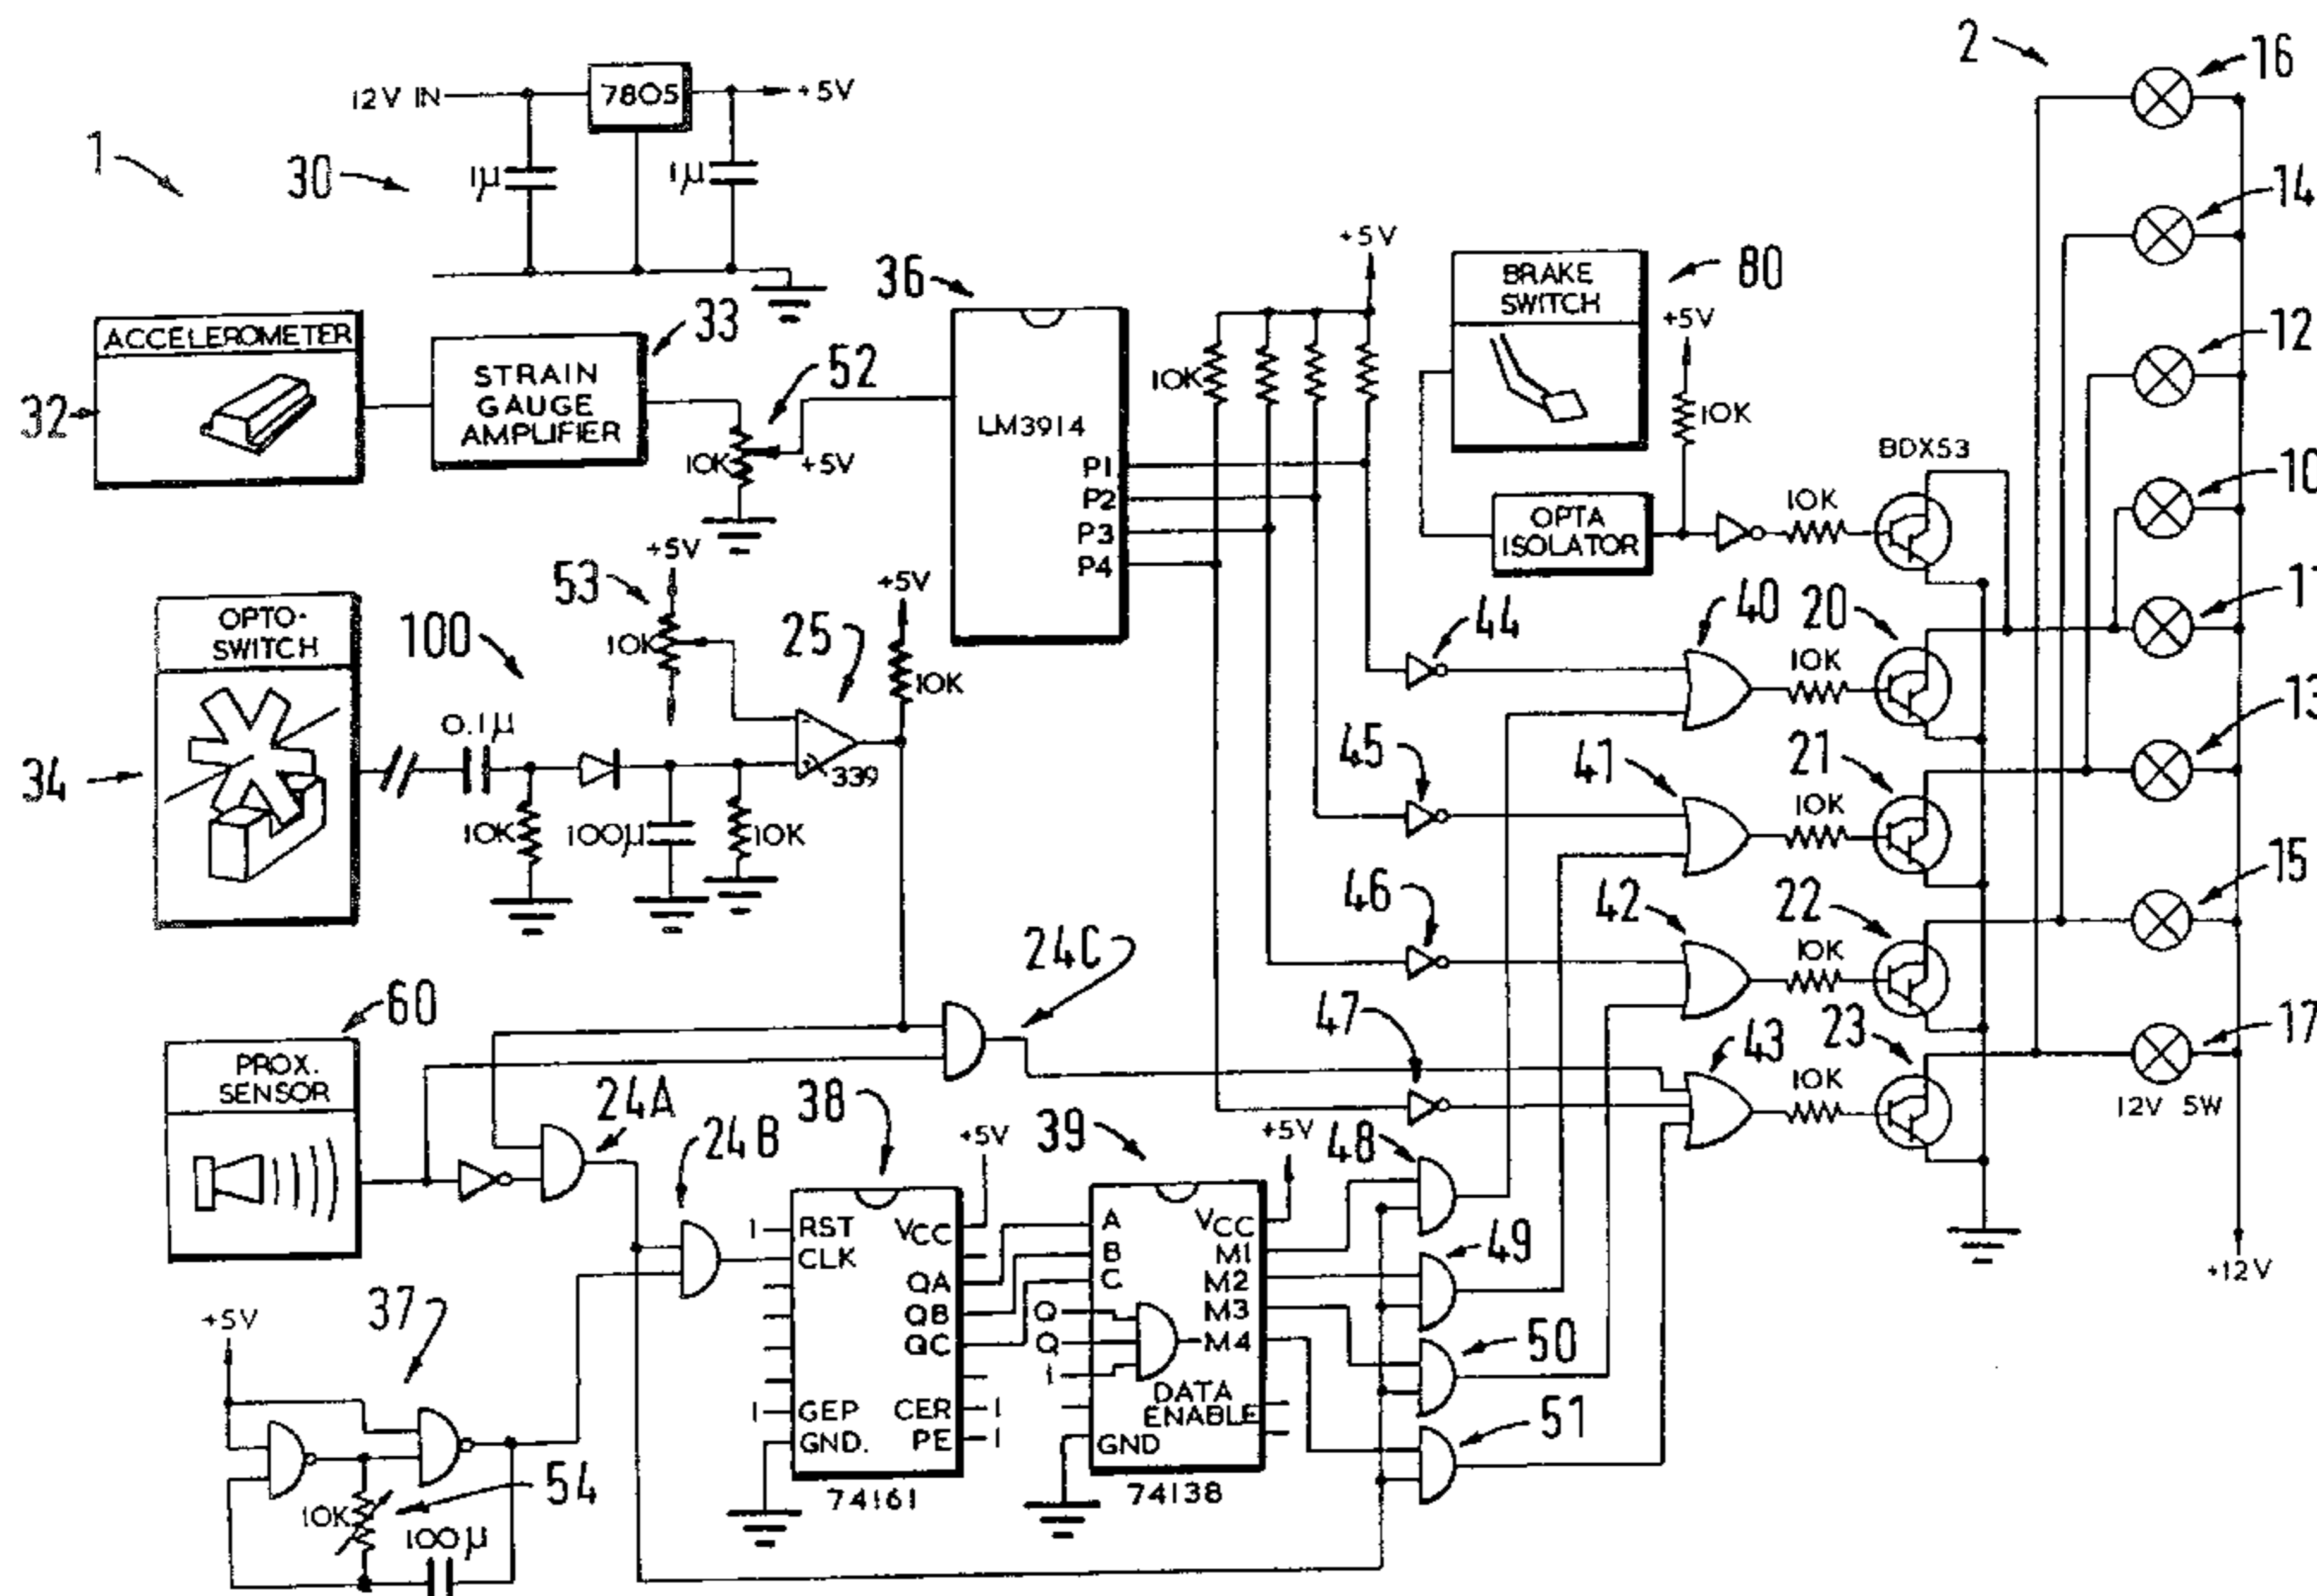 2
16
12V IN
7805
+5V
1
30
1µ
1µ
14
+5V
36
BRAKE
SWITCH
80
+5V
ACCELEROMETER
33
STRAIN
GAUGE
AMPLIFIER
52
32
10K
+5V
LM3914
P1
P2
P3
P4
10K
10K
12
BDX53
10
OPTA
ISOLATOR
10K
+5V
53
10K
25
+5V
10K
OPTO-
SWITCH
100
34
0.1µ
10K
100µ
10K
339
44
40
20
10K
11
13
45
41
21
10K
46
42
22
10K
15
24C
47
43
23
10K
17
12V 5W
60
PROX.
SENSOR
24A
24B
38
+5V
39
+5V
48
1
RST
CLK
VCC
QA
QB
QC
1
GEP
GND.
CER
1
PE
1
74161
A
B
C
VCC
M1
M2
M3
M4
Q
Q
1
DATA
ENABLE
GND
74138
49
50
51
+12V
+5V
37
54
10K
100µ